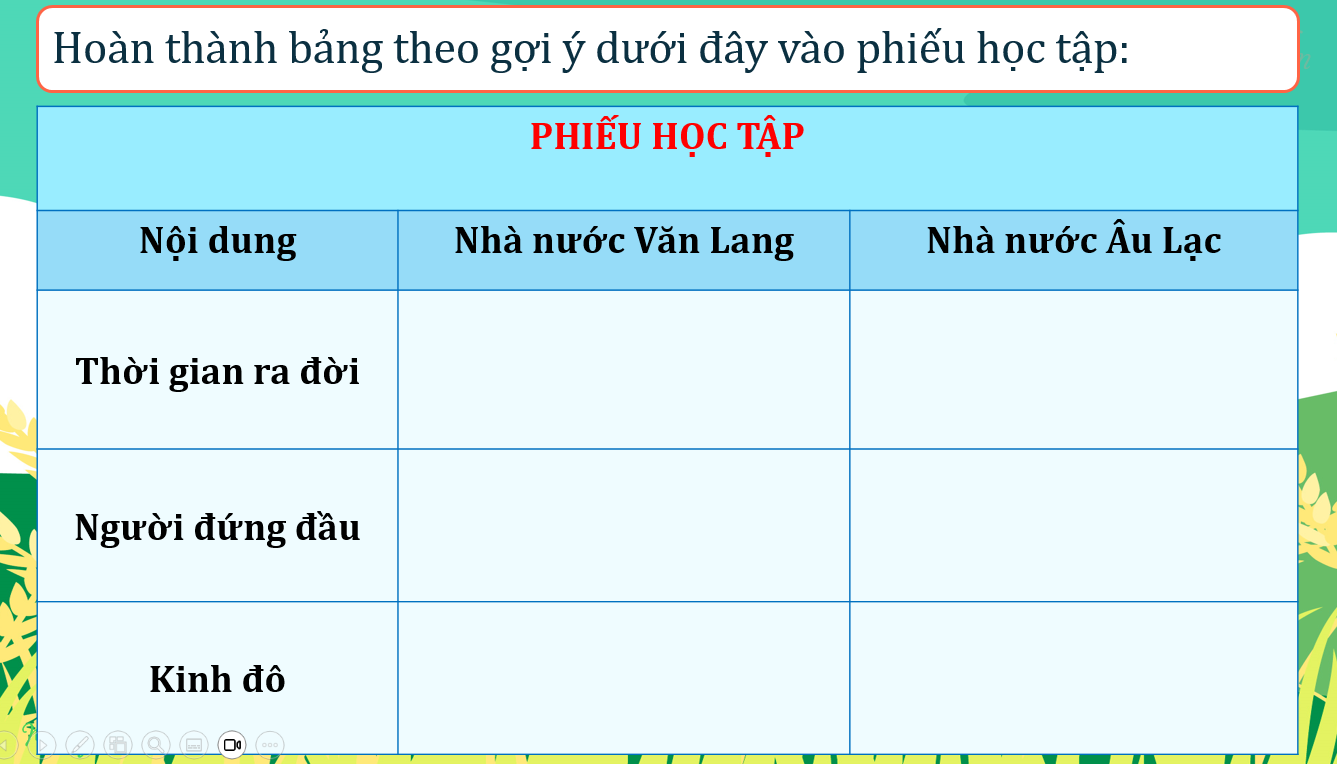 Hoàn thành bảng theo gợi ý dưới đây vào phiếu học tập:
PHIẾU HỌC TẬP
Nội dung
Nhà nước Văn Lang
Nhà nước Âu Lạc
Thời gian ra đời
Người đứng đầu
Kinh đô